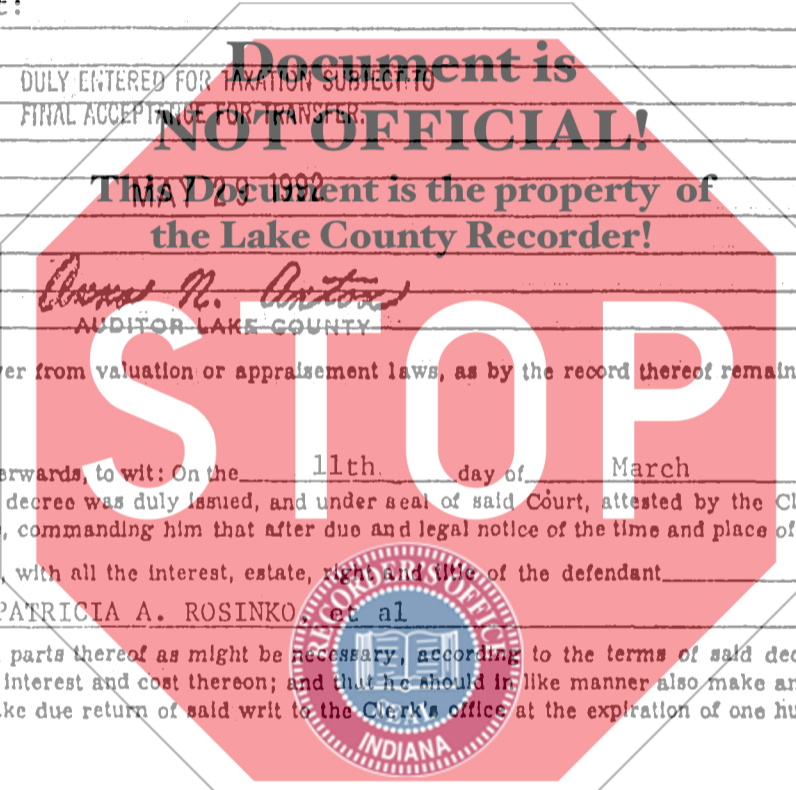 Document is
DULY ENTERED FOR TAXATION SUBJECT TO
FINAL ACCEPTANCE FOR TRANSFER.
NOT OFFICIAL!
This Document is the property of
MAY 29 1992
the Lake County Recorder!
Anna N. Anton
AUDITOR LAKE COUNTY
STOP
er from valuation or appraisement laws, as by the record thereof remain
erwards, to wit: On the 11th day of March
decree was duly issued, and under seal of said Court, attested by the Cl
, commanding him that after due and legal notice of the time and place of
, with all the interest, estate, right and title of the defendant
PATRICIA A. ROSINKO, et al
parts thereof as might be necessary, according to the terms of said dec
interest and cost thereon; and that he should in like manner also make an
ke due return of said writ to the Clerk's office at the expiration of one hu
RECORDER'S OFFICE
INDIANA